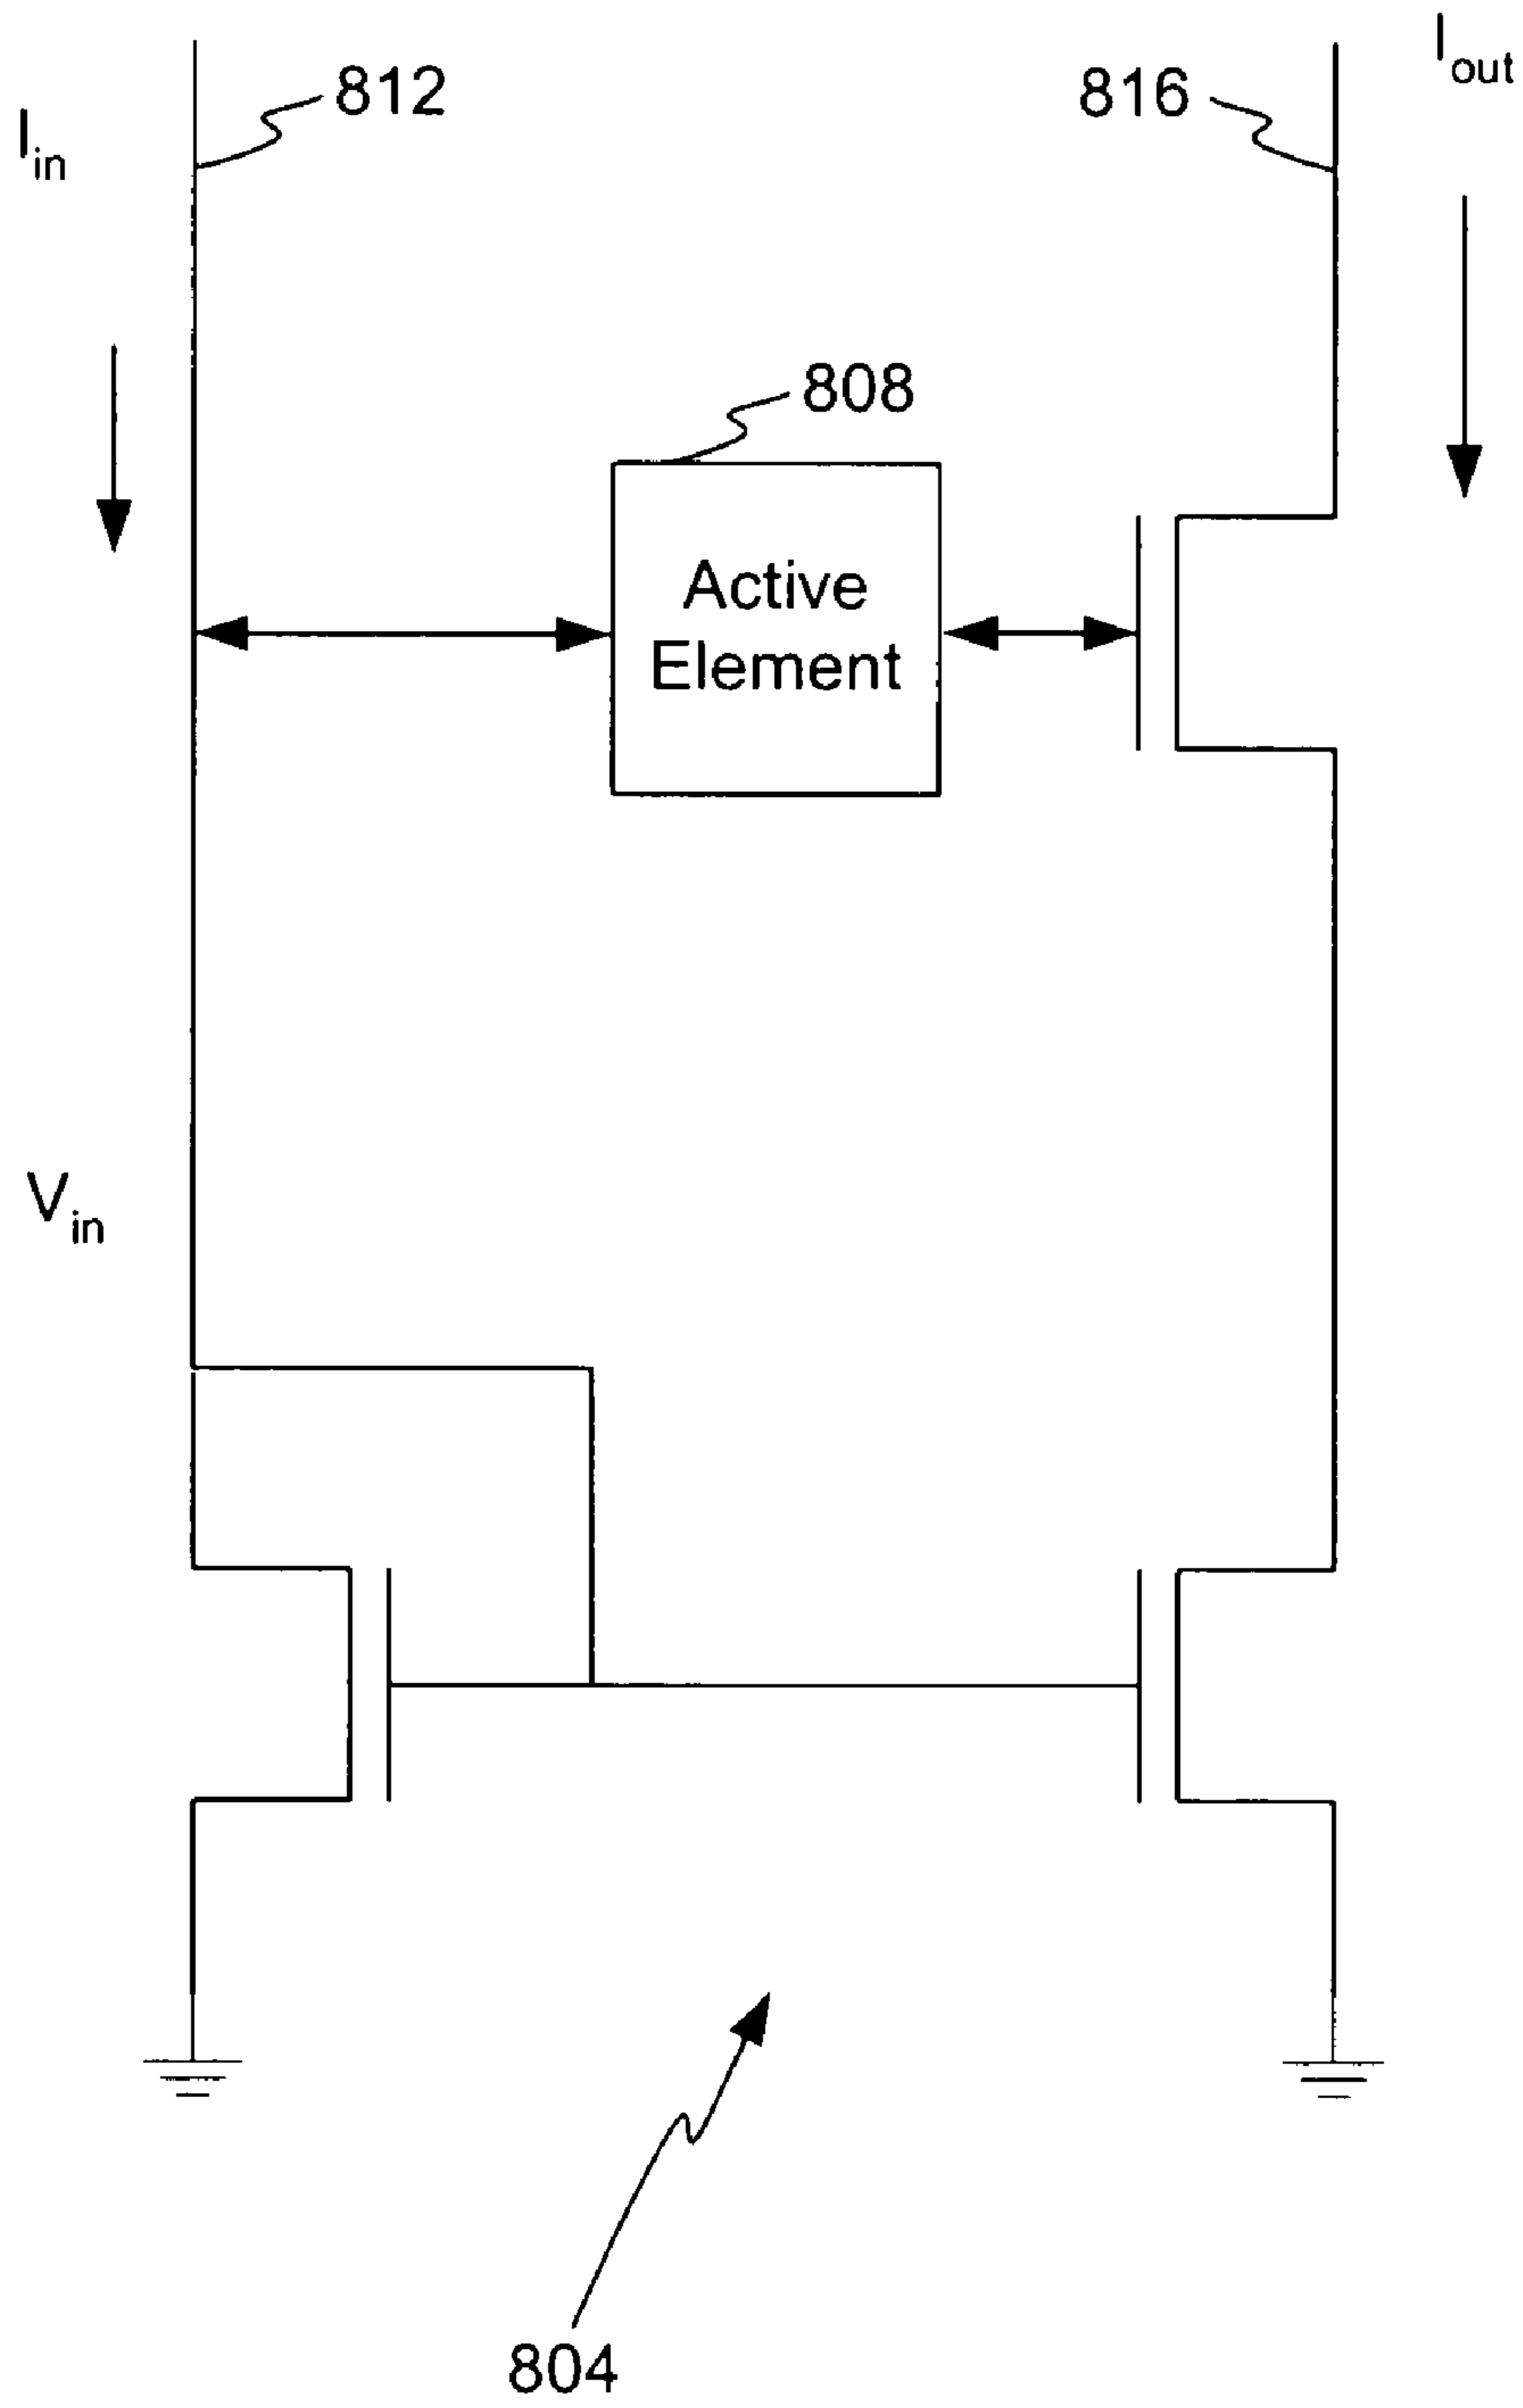 I_out
812
816
I_in
808
Active
Element
V_in
804